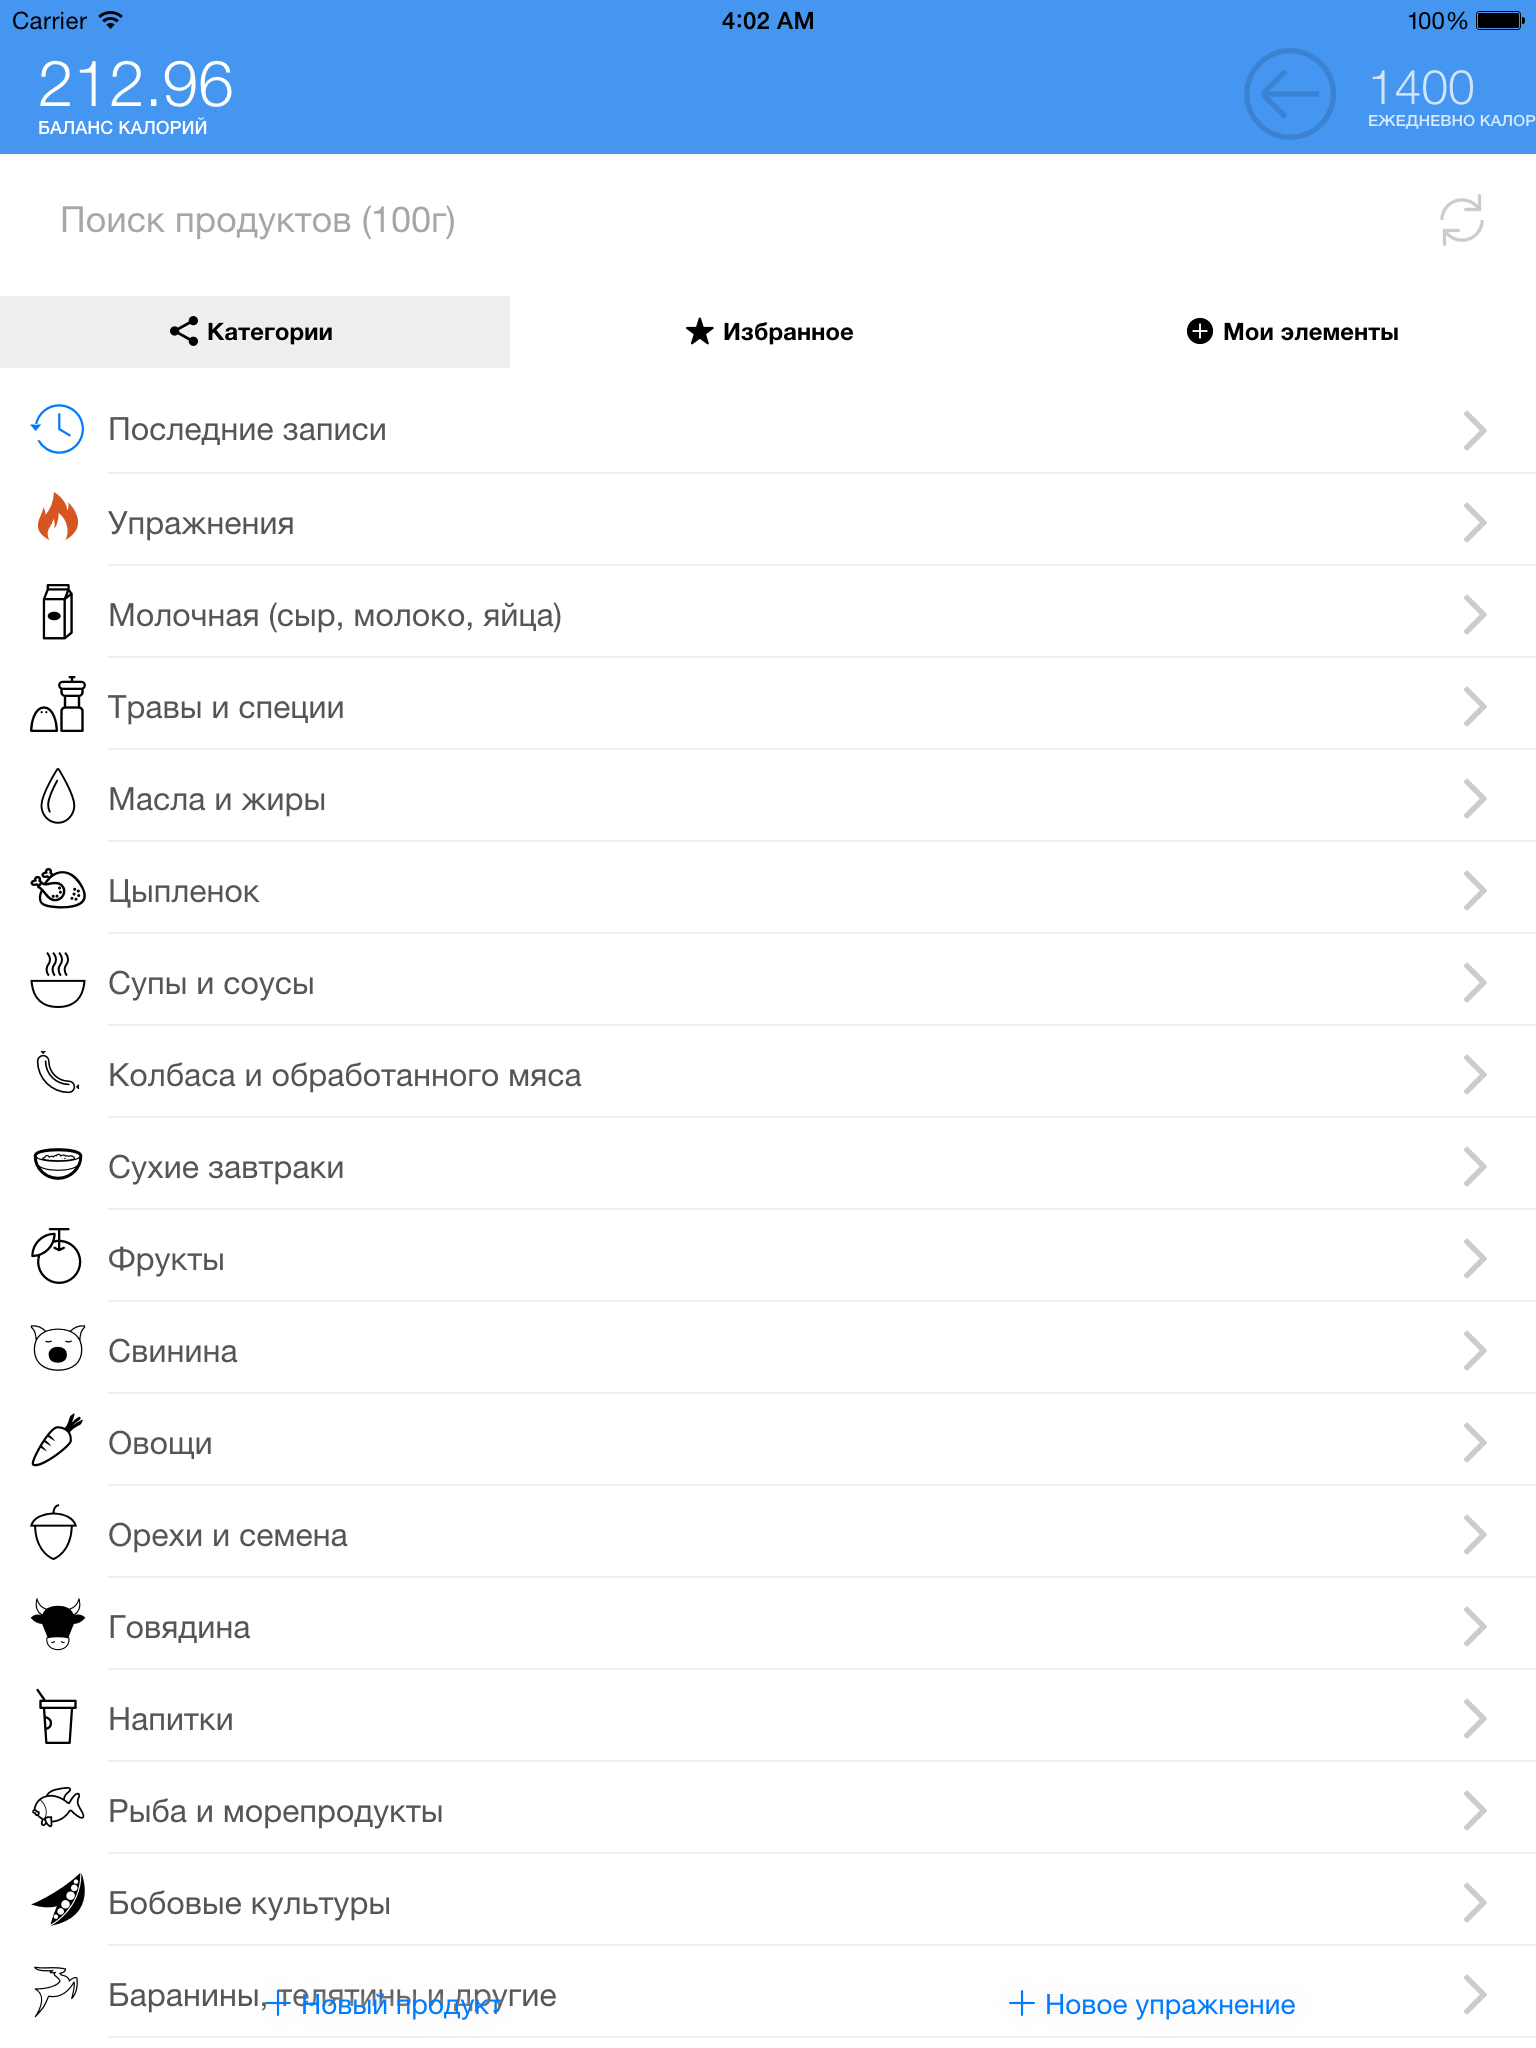 Carrier 4:02 AM 100%
212.96 1400
БАЛАНС КАЛОРИЙ ЕЖЕДНЕВНО КАЛОР
Поиск продуктов (100г)
Категории Избранное Мои элементы
Последние записи
Упражнения
Молочная (сыр, молоко, яйца)
Травы и специи
Масла и жиры
Цыпленок
Супы и соусы
Колбаса и обработанного мяса
Сухие завтраки
Фрукты
Свинина
Овощи
Орехи и семена
Говядина
Напитки
Рыба и морепродукты
Бобовые культуры
Баранины, телятины и другие
Новый продукт Новое упражнение